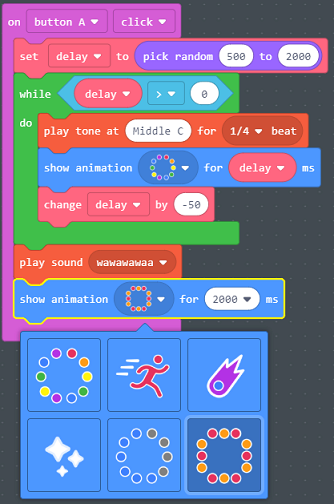 on button A click
set delay to pick random 500 to 2000
while delay > 0
do
play tone at Middle C for 1/4 beat
show animation for delay ms
change delay by -50
play sound wawawawaa
show animation for 2000 ms